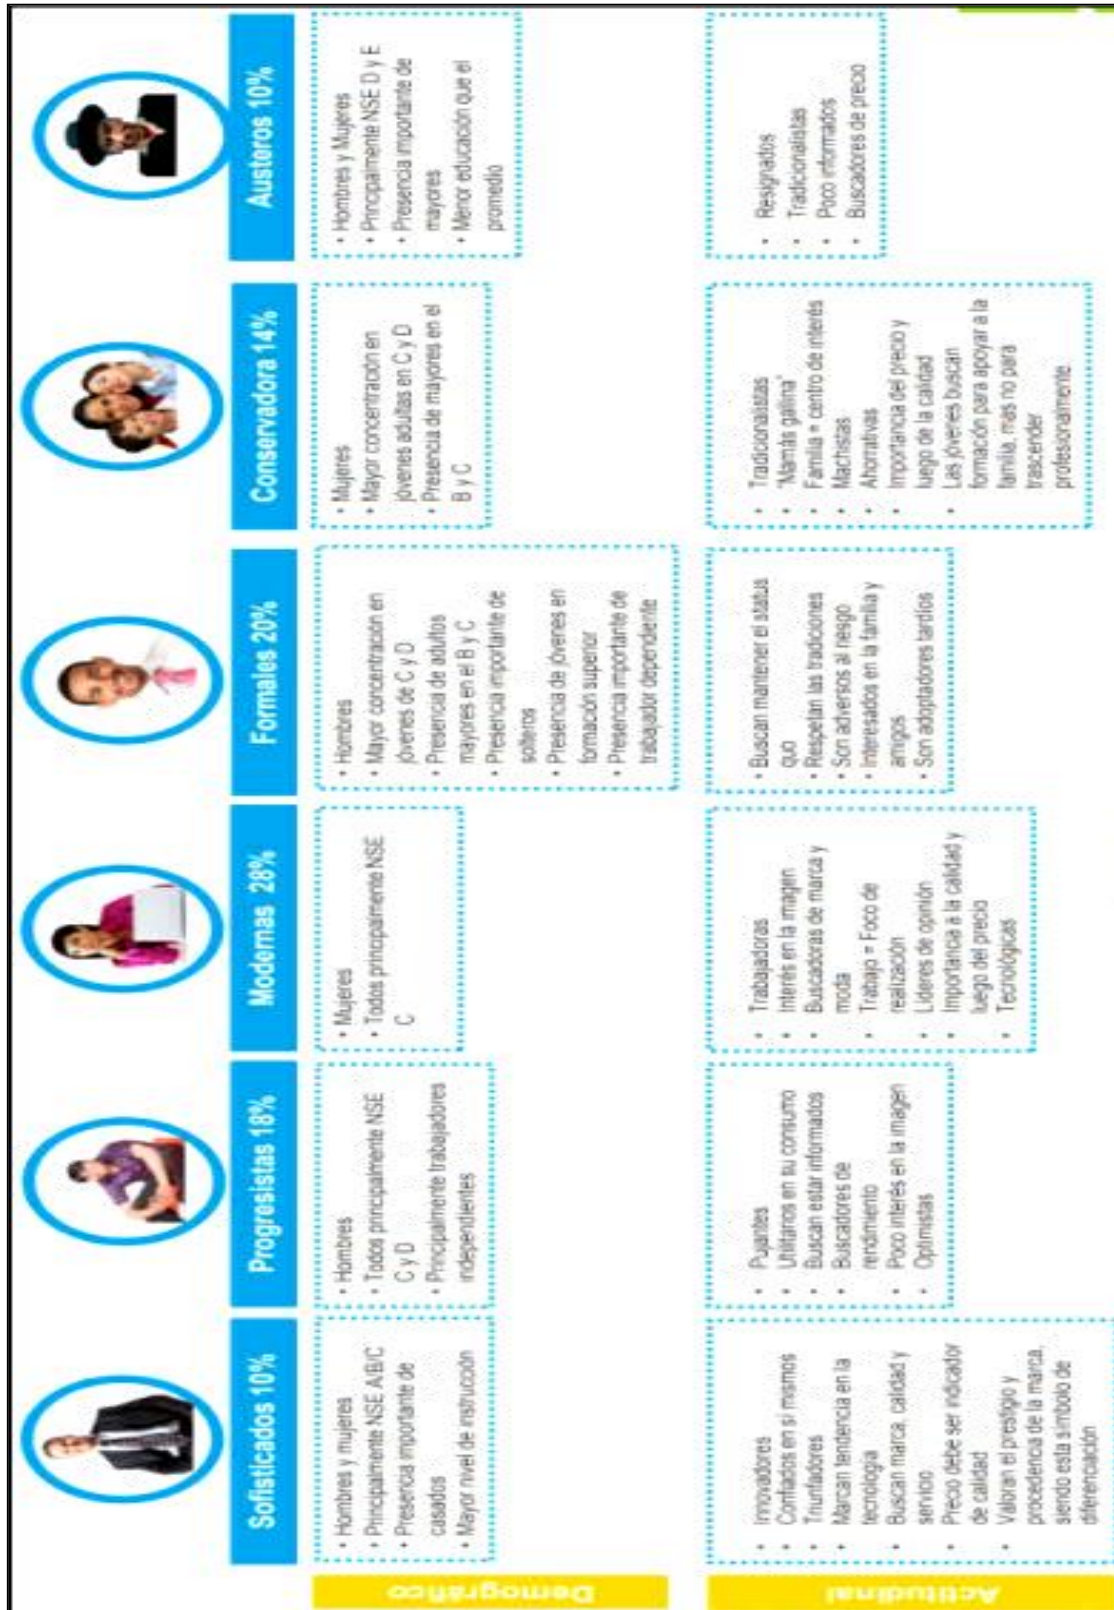 Sofisticados 10%
Progresistas 18%
Modernas 28%
Formales 20%
Conservadora 14%
Austeros 10%
Demográfico
• Hombres y mujeres
• Principalmente NSE A/B/C
• Presencia importante de
casados
• Mayor nivel de instrucción
• Hombres
• Todos principalmente NSE
C y D
• Principalmente trabajadores
independientes
• Mujeres
• Todos principalmente NSE
C
• Hombres
• Mayor concentración en
jóvenes de C y D
• Presencia de adultos
mayores en el B y C
• Presencia importante de
solteros
• Presencia de jóvenes en
formación superior
• Presencia importante de
trabajador dependiente
• Mujeres
• Mayor concentración en
jóvenes adultas en C y D
• Presencia de mayores en el
B y C
• Hombres y Mujeres
• Principalmente NSE D y E
• Presencia importante de
mayores
• Menor educación que el
promedio
Actitudinal
• Innovadores
• Confiados en sí mismos
• Triunfadores
• Marcan tendencia en la
tecnología
• Buscan marca, calidad y
servicio
• Precio debe ser indicador
de calidad
• Valoran el prestigio y
procedencia de la marca,
siendo esta símbolo de
diferenciación
• Pujantes
• Utilitarios en su consumo
• Buscan estar informados
• Buscadores de
rendimiento
• Poco interés en la imagen
• Optimistas
• Trabajadoras
• Interés en la imagen
• Buscadoras de marca y
moda
• Trabajo = Foco de
realización
• Líderes de opinión
• Importancia a la calidad y
luego del precio
• Tecnológicas
• Buscan mantener el status
quo
• Respetan las tradiciones
• Son adversos al riesgo
• Interesados en la familia y
amigos
• Son adoptadores tardíos
• Tradicionalistas
• "Mamás gallina"
• Familia = centro de interés
• Machistas
• Ahorrativas
• Importancia del precio y
luego de la calidad
• Las jóvenes buscan
formación para apoyar a la
familia, mas no para
trascender
profesionalmente.
• Resignados
• Tradicionalistas
• Poco informados
• Buscadores de precio